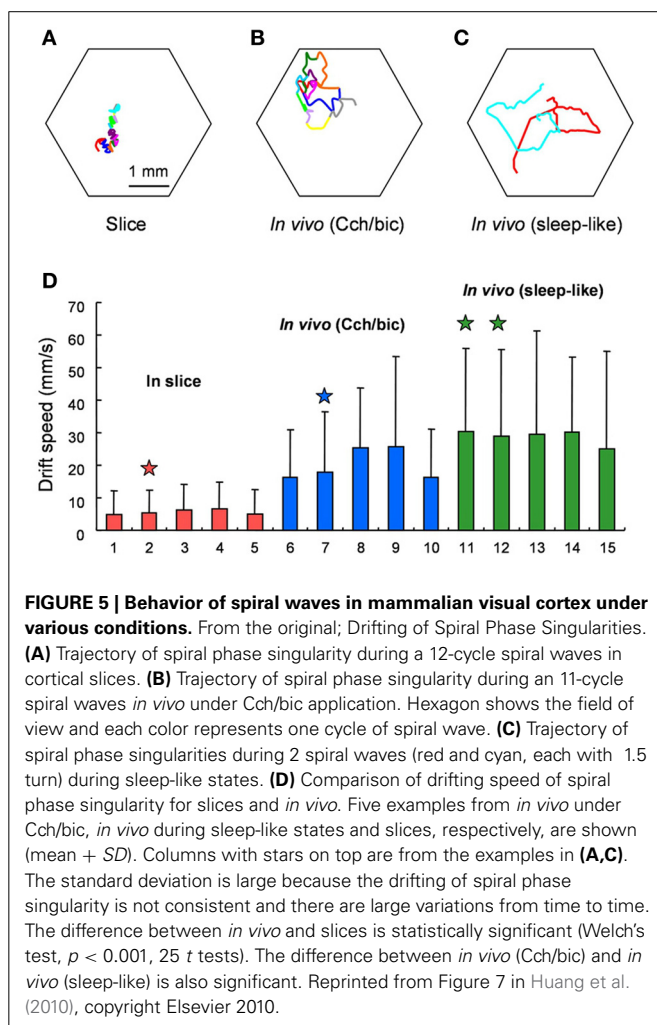 A
B
C
1 mm
Slice
In vivo (Cch/bic)
In vivo (sleep-like)
D
In vivo (sleep-like)
In vivo (Cch/bic)
In slice
Drift speed (mm/s)
70
60
50
40
30
20
10
0
1 2 3 4 5 6 7 8 9 10 11 12 13 14 15
FIGURE 5 | Behavior of spiral waves in mammalian visual cortex under
various conditions. From the original; Drifting of Spiral Phase Singularities.
(A) Trajectory of spiral phase singularity during a 12-cycle spiral waves in
cortical slices. (B) Trajectory of spiral phase singularity during an 11-cycle
spiral waves in vivo under Cch/bic application. Hexagon shows the field of
view and each color represents one cycle of spiral wave. (C) Trajectory of
spiral phase singularities during 2 spiral waves (red and cyan, each with 1.5
turn) during sleep-like states. (D) Comparison of drifting speed of spiral
phase singularity for slices and in vivo. Five examples from in vivo under
Cch/bic, in vivo during sleep-like states and slices, respectively, are shown
(mean + SD). Columns with stars on top are from the examples in (A,C).
The standard deviation is large because the drifting of spiral phase
singularity is not consistent and there are large variations from time to time.
The difference between in vivo and slices is statistically significant (Welch's
test, p < 0.001, 25 t tests). The difference between in vivo (Cch/bic) and in
vivo (sleep-like) is also significant. Reprinted from Figure 7 in Huang et al.
(2010), copyright Elsevier 2010.